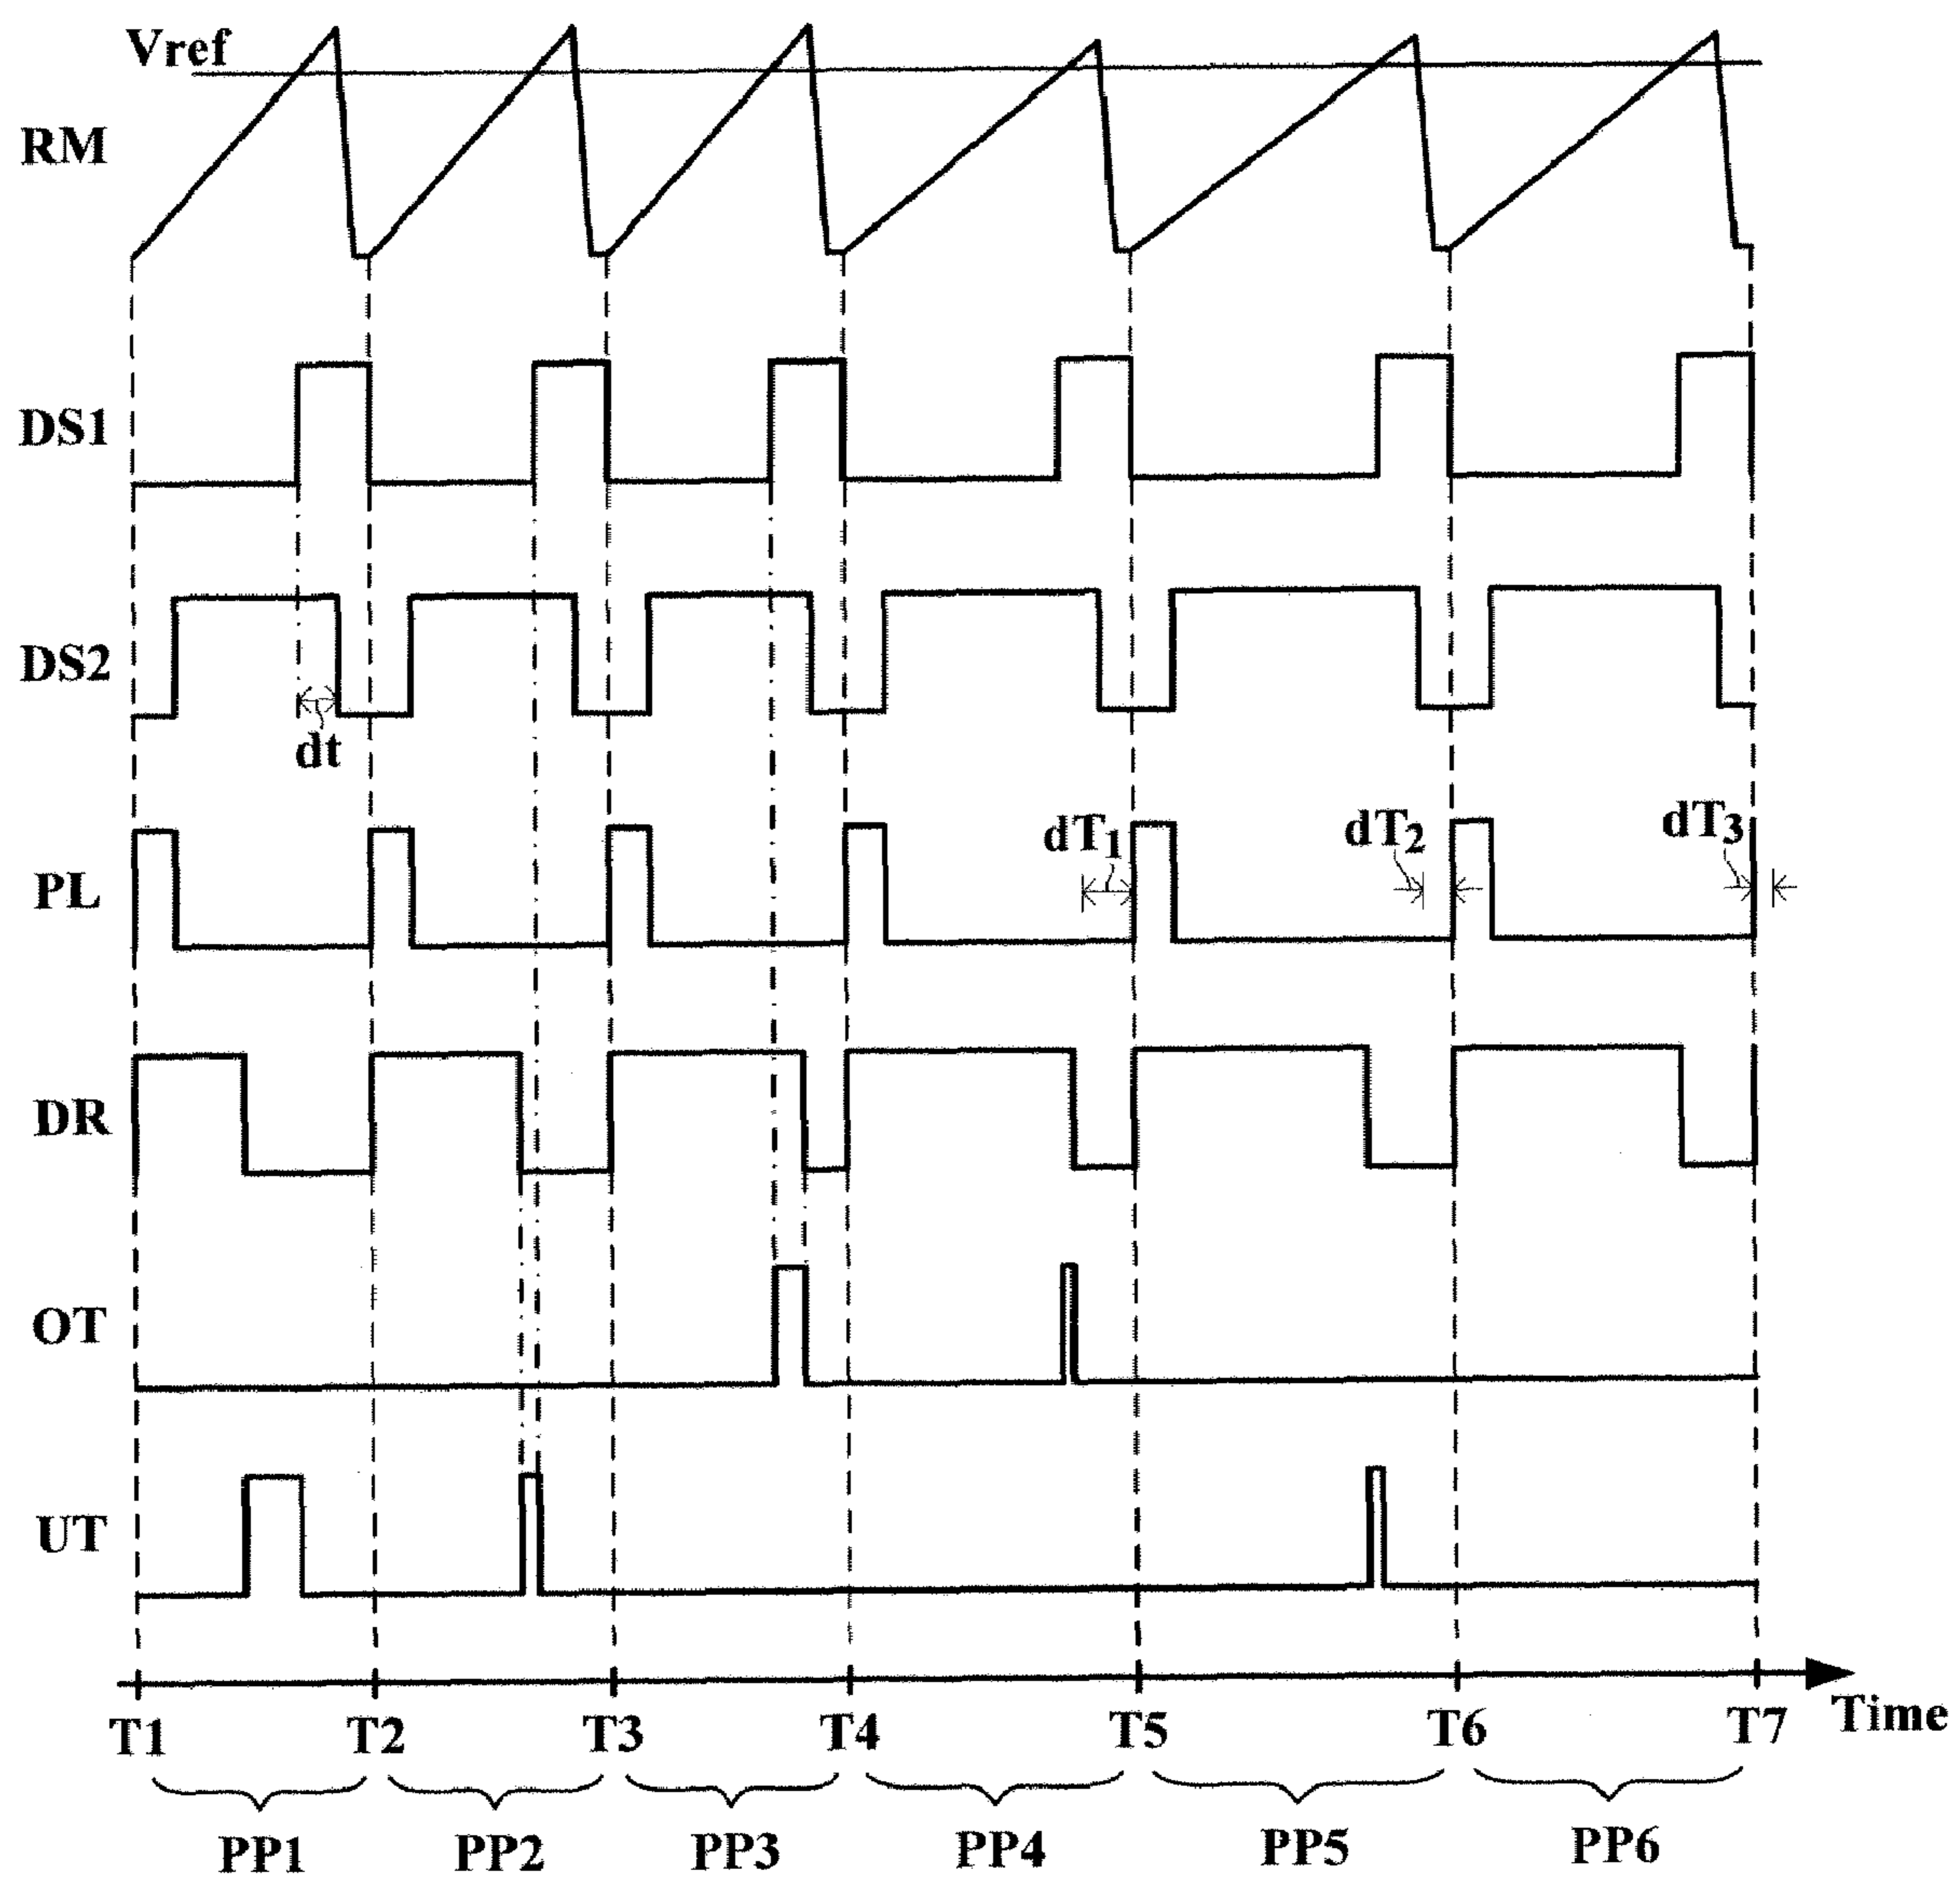 Vref
RM
DS1
DS2
dt
dT1 dT2 dT3
PL
DR
OT
UT
T1 T2 T3 T4 T5 T6 T7 Time
PP1 PP2 PP3 PP4 PP5 PP6